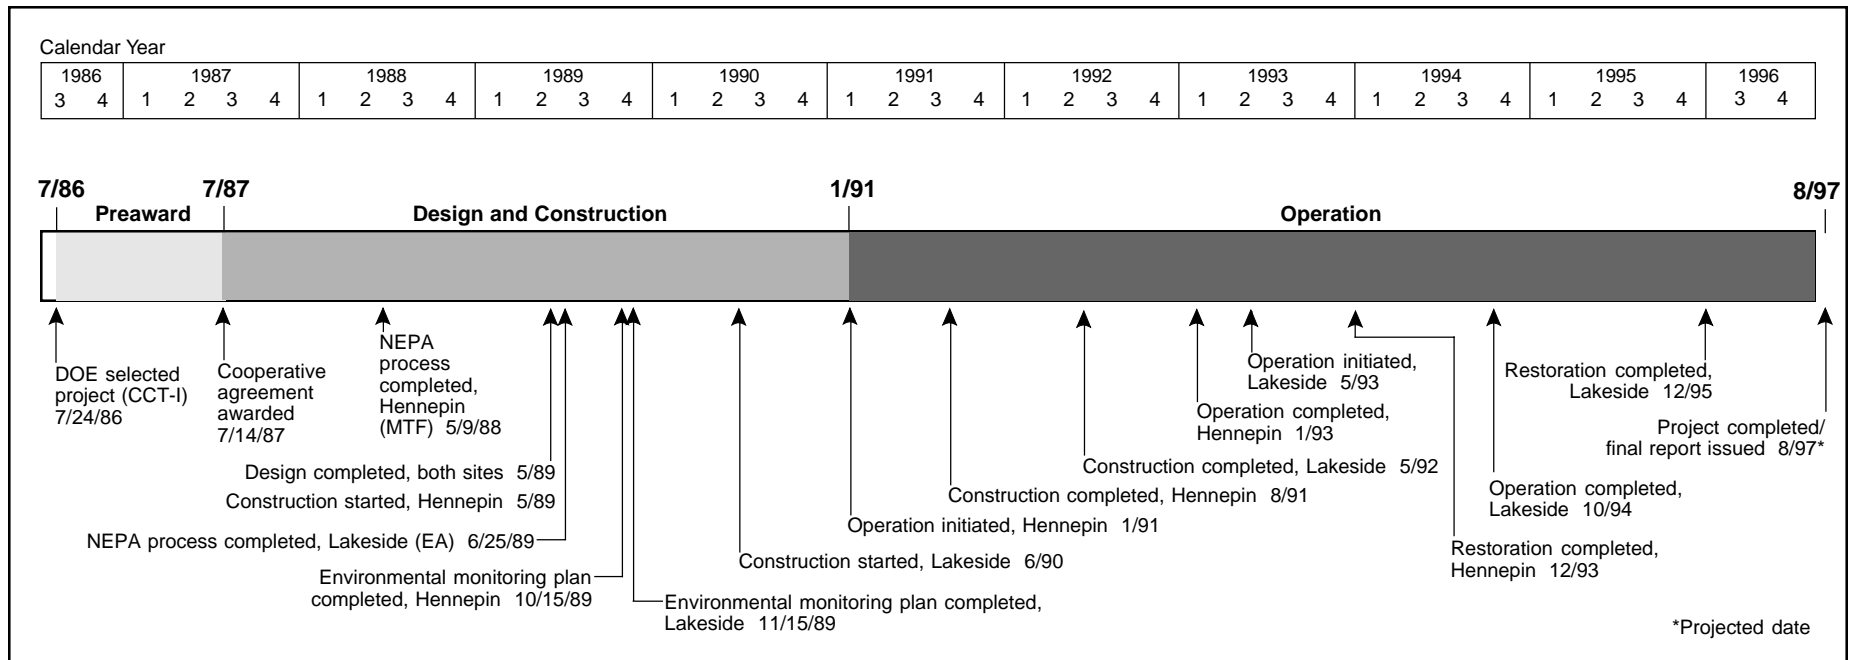 Calendar Year
1986 1987 1988 1989 1990 1991 1992 1993 1994 1995 1996
3 4 1 2 3 4 1 2 3 4 1 2 3 4 1 2 3 4 1 2 3 4 1 2 3 4 1 2 3 4 1 2 3 4 1 2 3 4 3 4
7/86 7/87 1/91 8/97
Preaward Design and Construction Operation
DOE selected
project (CCT-I)
7/24/86
Cooperative
agreement
awarded
7/14/87
NEPA
process
completed,
Hennepin
(MTF) 5/9/88
Design completed, both sites 5/89
Construction started, Hennepin 5/89
NEPA process completed, Lakeside (EA) 6/25/89
Environmental monitoring plan
completed, Hennepin 10/15/89
Environmental monitoring plan completed,
Lakeside 11/15/89
Construction started, Lakeside 6/90
Operation initiated, Hennepin 1/91
Construction completed, Hennepin 8/91
Construction completed, Lakeside 5/92
Operation completed,
Hennepin 1/93
Operation initiated,
Lakeside 5/93
Restoration completed,
Hennepin 12/93
Operation completed,
Lakeside 10/94
Restoration completed,
Lakeside 12/95
Project completed/
final report issued 8/97*
*Projected date